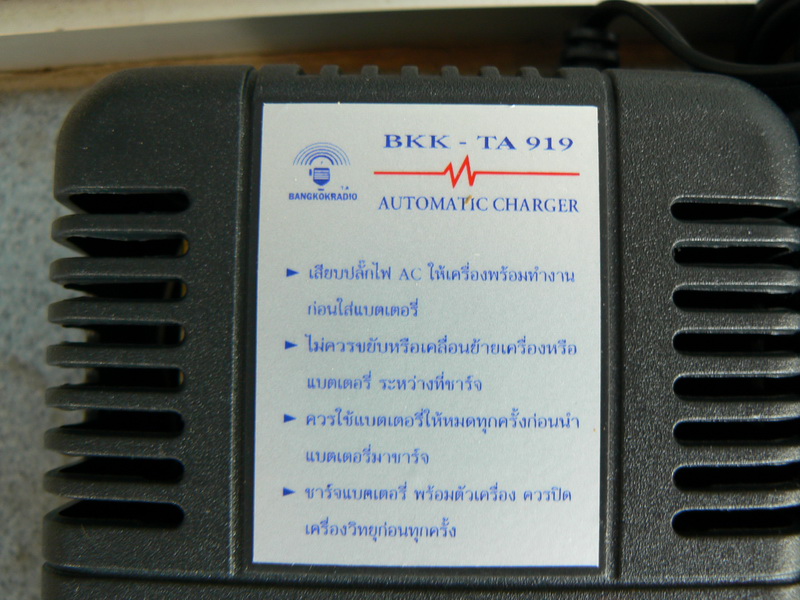 BKK - TA 919
BANGKOKRADIO
AUTOMATIC CHARGER
► เสียบปลั๊กไฟ AC ให้เครื่องพร้อมทำงาน
ก่อนใส่แบตเตอรี่
► ไม่ควรขยับหรือเคลื่อนย้ายเครื่องหรือ
แบตเตอรี่ ระหว่างที่ชาร์จ
► ควรใช้แบตเตอรี่ให้หมดทุกครั้งก่อนนำ
แบตเตอรี่มาชาร์จ
► ชาร์จแบตเตอรี่ พร้อมตัวเครื่อง ควรปิด
เครื่องวิทยุก่อนทุกครั้ง